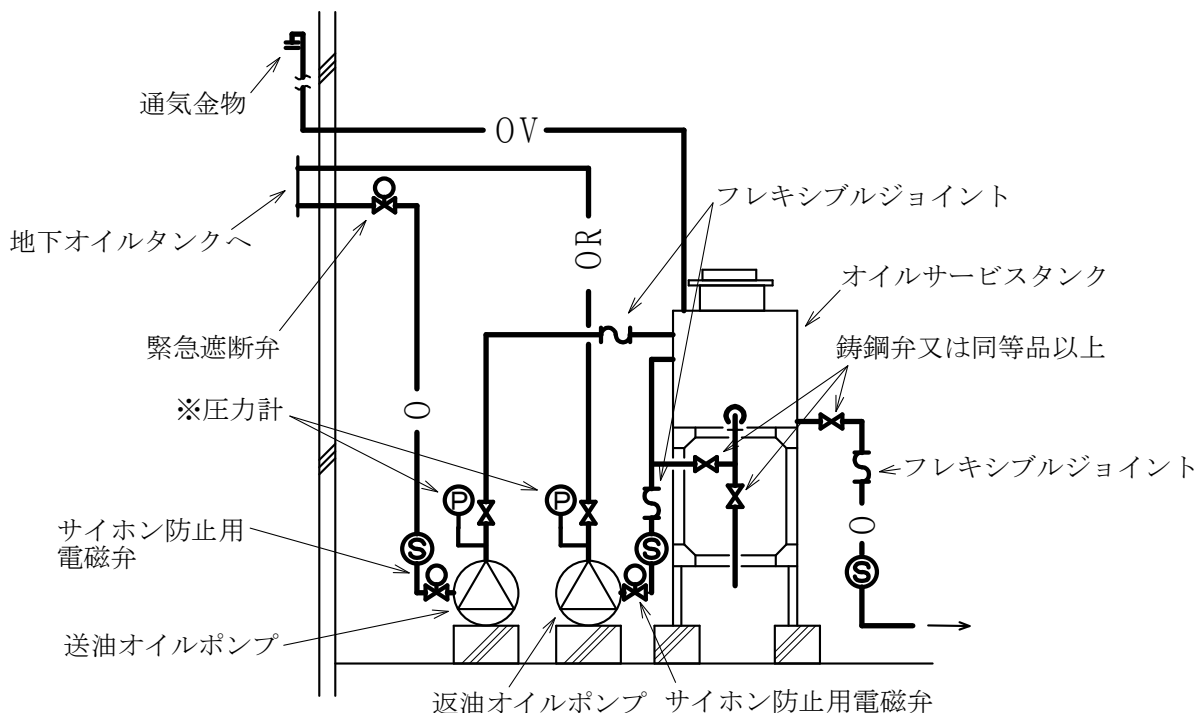 通気金物
OV
フレキシブルジョイント
地下オイルタンクへ
OR
オイルサービスタンク
緊急遮断弁
鋳鋼弁又は同等品以上
※圧力計
O
フレキシブルジョイント
P
P
O
サイホン防止用
電磁弁
S
S
S
送油オイルポンプ
返油オイルポンプ
サイホン防止用電磁弁